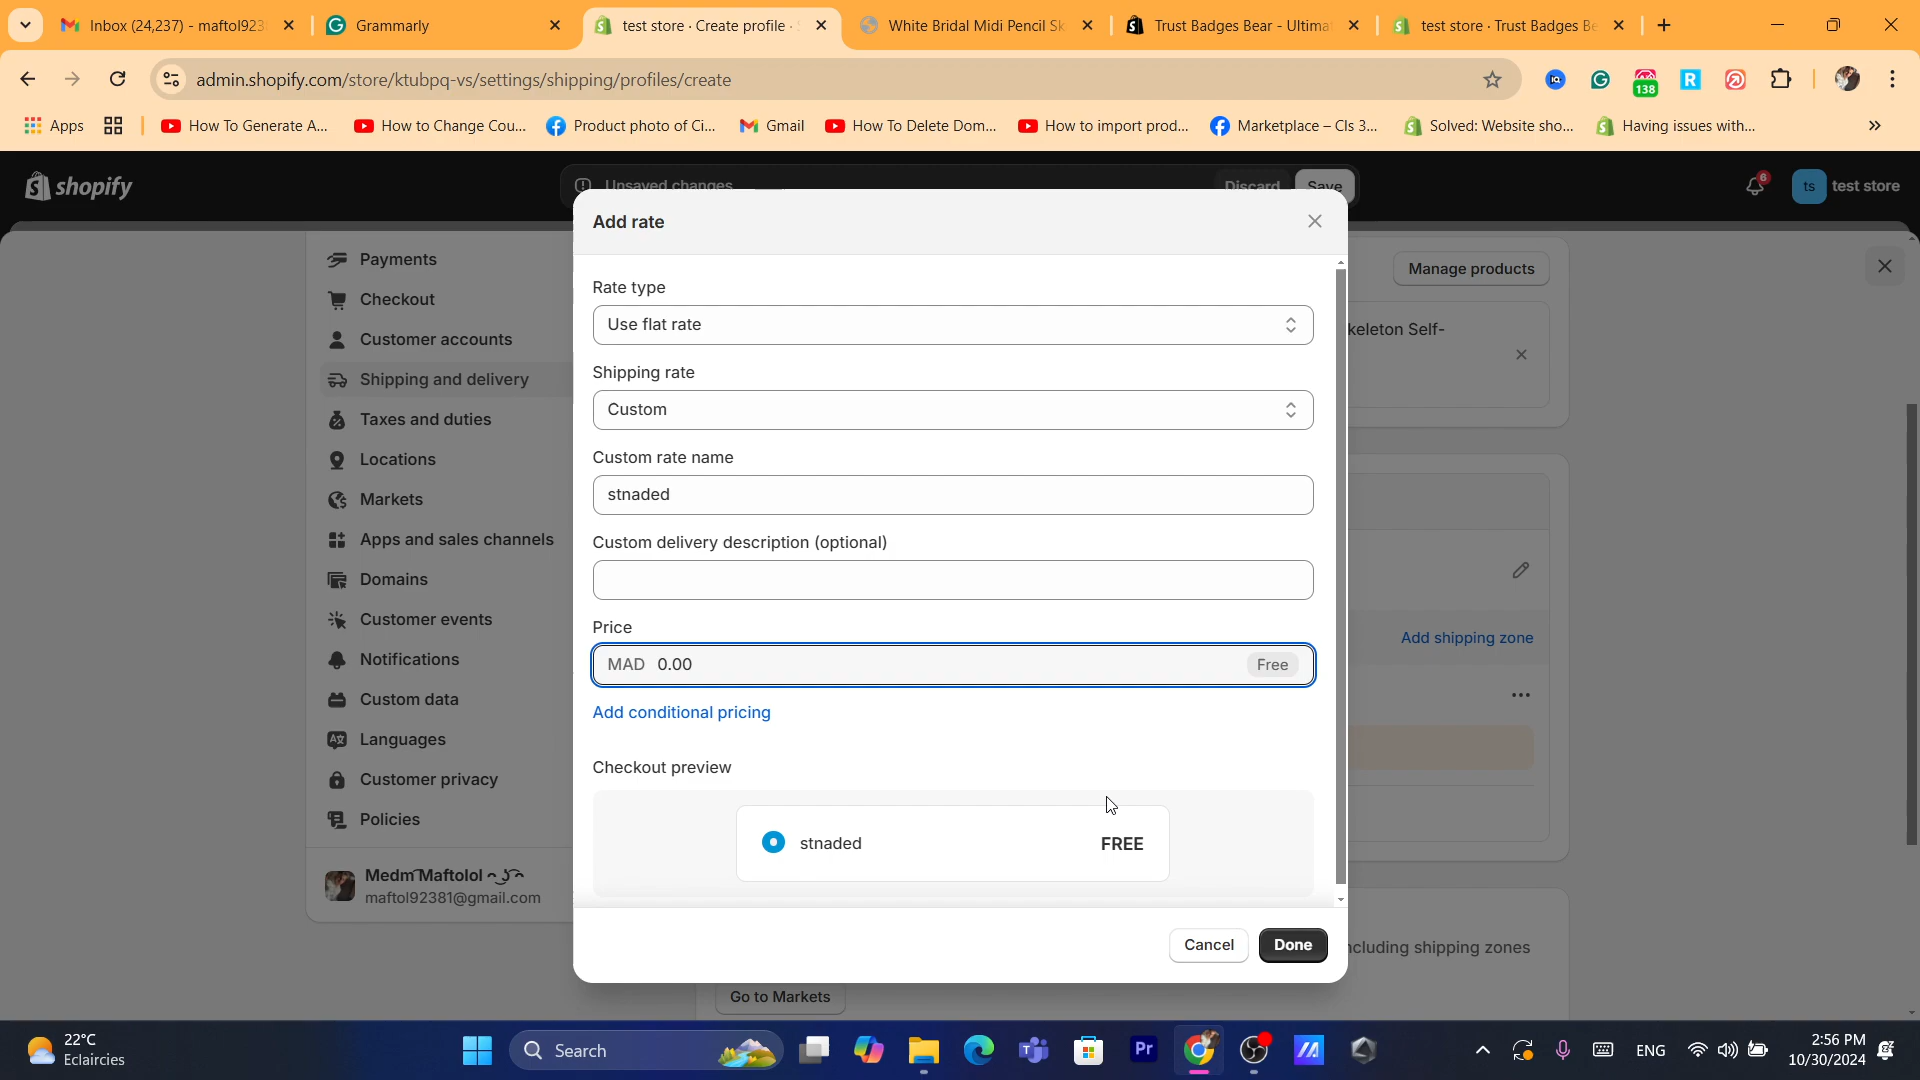 Inbox (24,237) - maftol923
Grammarly
test store · Create profile ·
White Bridal Midi Pencil Sk
Trust Badges Bear - Ultima
test store · Trust Badges Be
admin.shopify.com/store/ktubpq-vs/settings/shipping/profiles/create
138
Apps
How To Generate A...
How to Change Cou...
Product photo of Ci...
Gmail
How To Delete Dom...
How to import prod...
Marketplace – Cls 3...
Solved: Website sho...
Having issues with...
shopify
Unsaved changes
Discard
Save
6
ts
test store
Payments
Checkout
Customer accounts
Shipping and delivery
Taxes and duties
Locations
Markets
Apps and sales channels
Domains
Customer events
Notifications
Custom data
Languages
Customer privacy
Policies
maftol92381@gmail.com
Add rate
Rate type
Use flat rate
Shipping rate
Custom
Custom rate name
stnaded
Custom delivery description (optional)
Price
MAD 0.00
Free
Add conditional pricing
Checkout preview
stnaded
FREE
Cancel
Done
Manage products
keleton Self-
Add shipping zone
ncluding shipping zones
Go to Markets
22°C
Eclaircies
Search
Pr
ENG
2:56 PM
10/30/2024